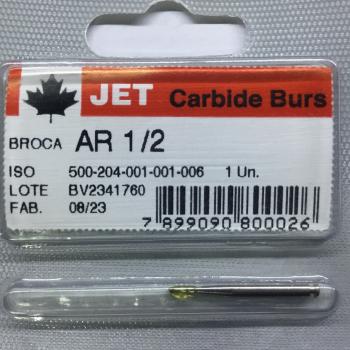 JET Carbide Burs
BROCA AR 1/2
ISO 500-204-001-001-006 1 Un.
LOTE BV2341760
FAB. 08/23
7 899090 800026